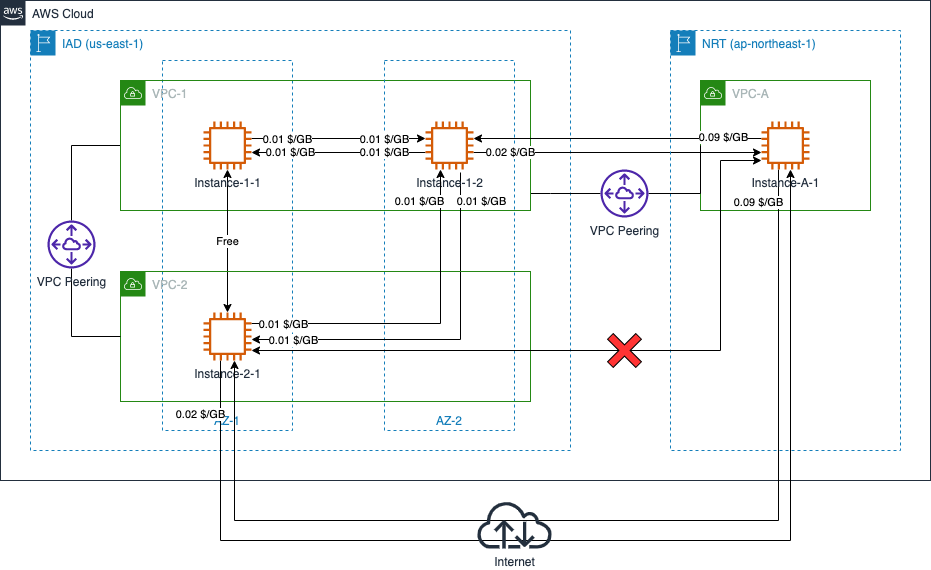 aws
AWS Cloud
IAD (us-east-1)
NRT (ap-northeast-1)
VPC-1
VPC-A
0.01 $/GB
0.01 $/GB
0.09 $/GB
0.01 $/GB
0.01 $/GB
0.02 $/GB
Instance-1-1
Instance-1-2
Instance-A-1
0.01 $/GB
0.01 $/GB
0.09 $/GB
VPC Peering
Free
VPC Peering
VPC-2
0.01 $/GB
0.01 $/GB
Instance-2-1
0.02 $/GB
AZ-1
AZ-2
Internet